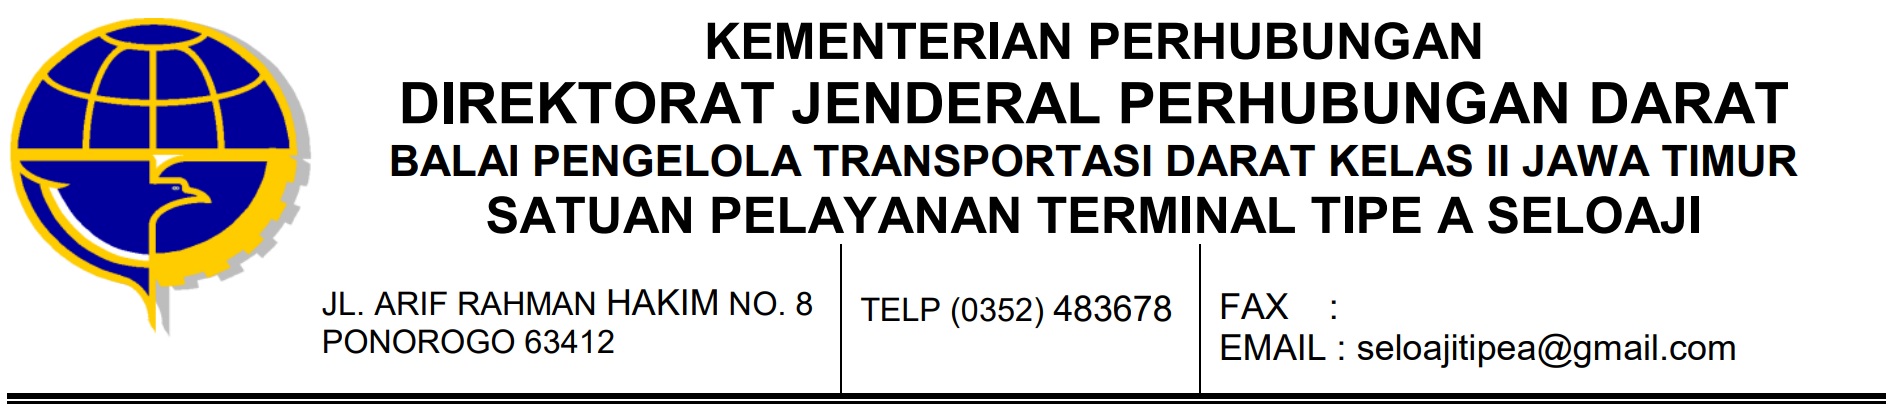 KEMENTERIAN PERHUBUNGAN
DIREKTORAT JENDERAL PERHUBUNGAN DARAT
BALAI PENGELOLA TRANSPORTASI DARAT KELAS II JAWA TIMUR
SATUAN PELAYANAN TERMINAL TIPE A SELOAJI
JL. ARIF RAHMAN HAKIM NO. 8
PONOROGO 63412
TELP (0352) 483678
FAX :
EMAIL : seloajitipea@gmail.com